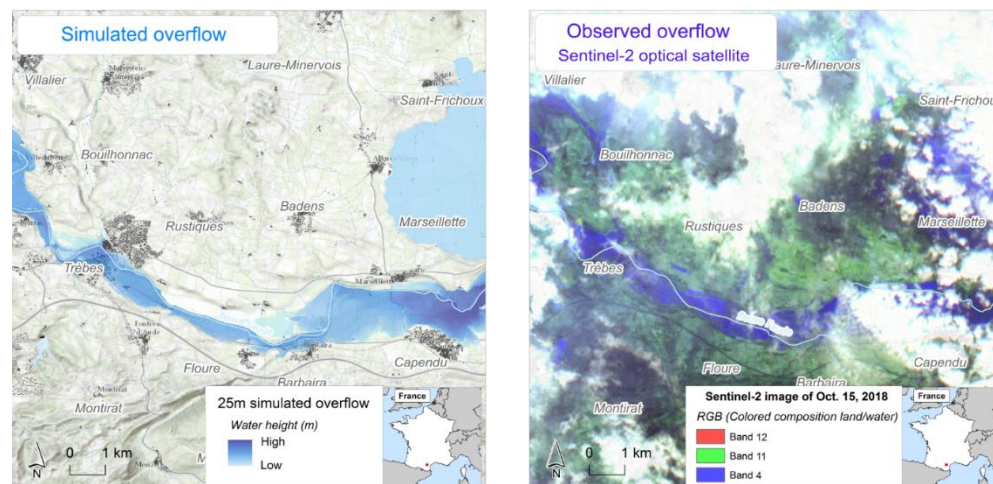 Simulated overflow
Villalier
Laure-Minervois
Saint-Frichoux
Bouilhonnac
Rustiques
Badens
Marseillette
Trèbes
Marseillette
Floure
Capendu
Barbaira
Montirat
25m simulated overflow
Water height (m)
High
Low
France
N
0 1 km
Observed overflow
Sentinel-2 optical satellite
Laure-Minervois
Villalier
Saint-Frichoux
Bouilhonnac
Badens
Rustiques
Marseillette
Trèbes
Floure
Capendu
Barbaira
Montirat
Sentinel-2 image of Oct. 15, 2018
RGB (Colored composition land/water)
Band 12
Band 11
Band 4
France
N
0 1 km